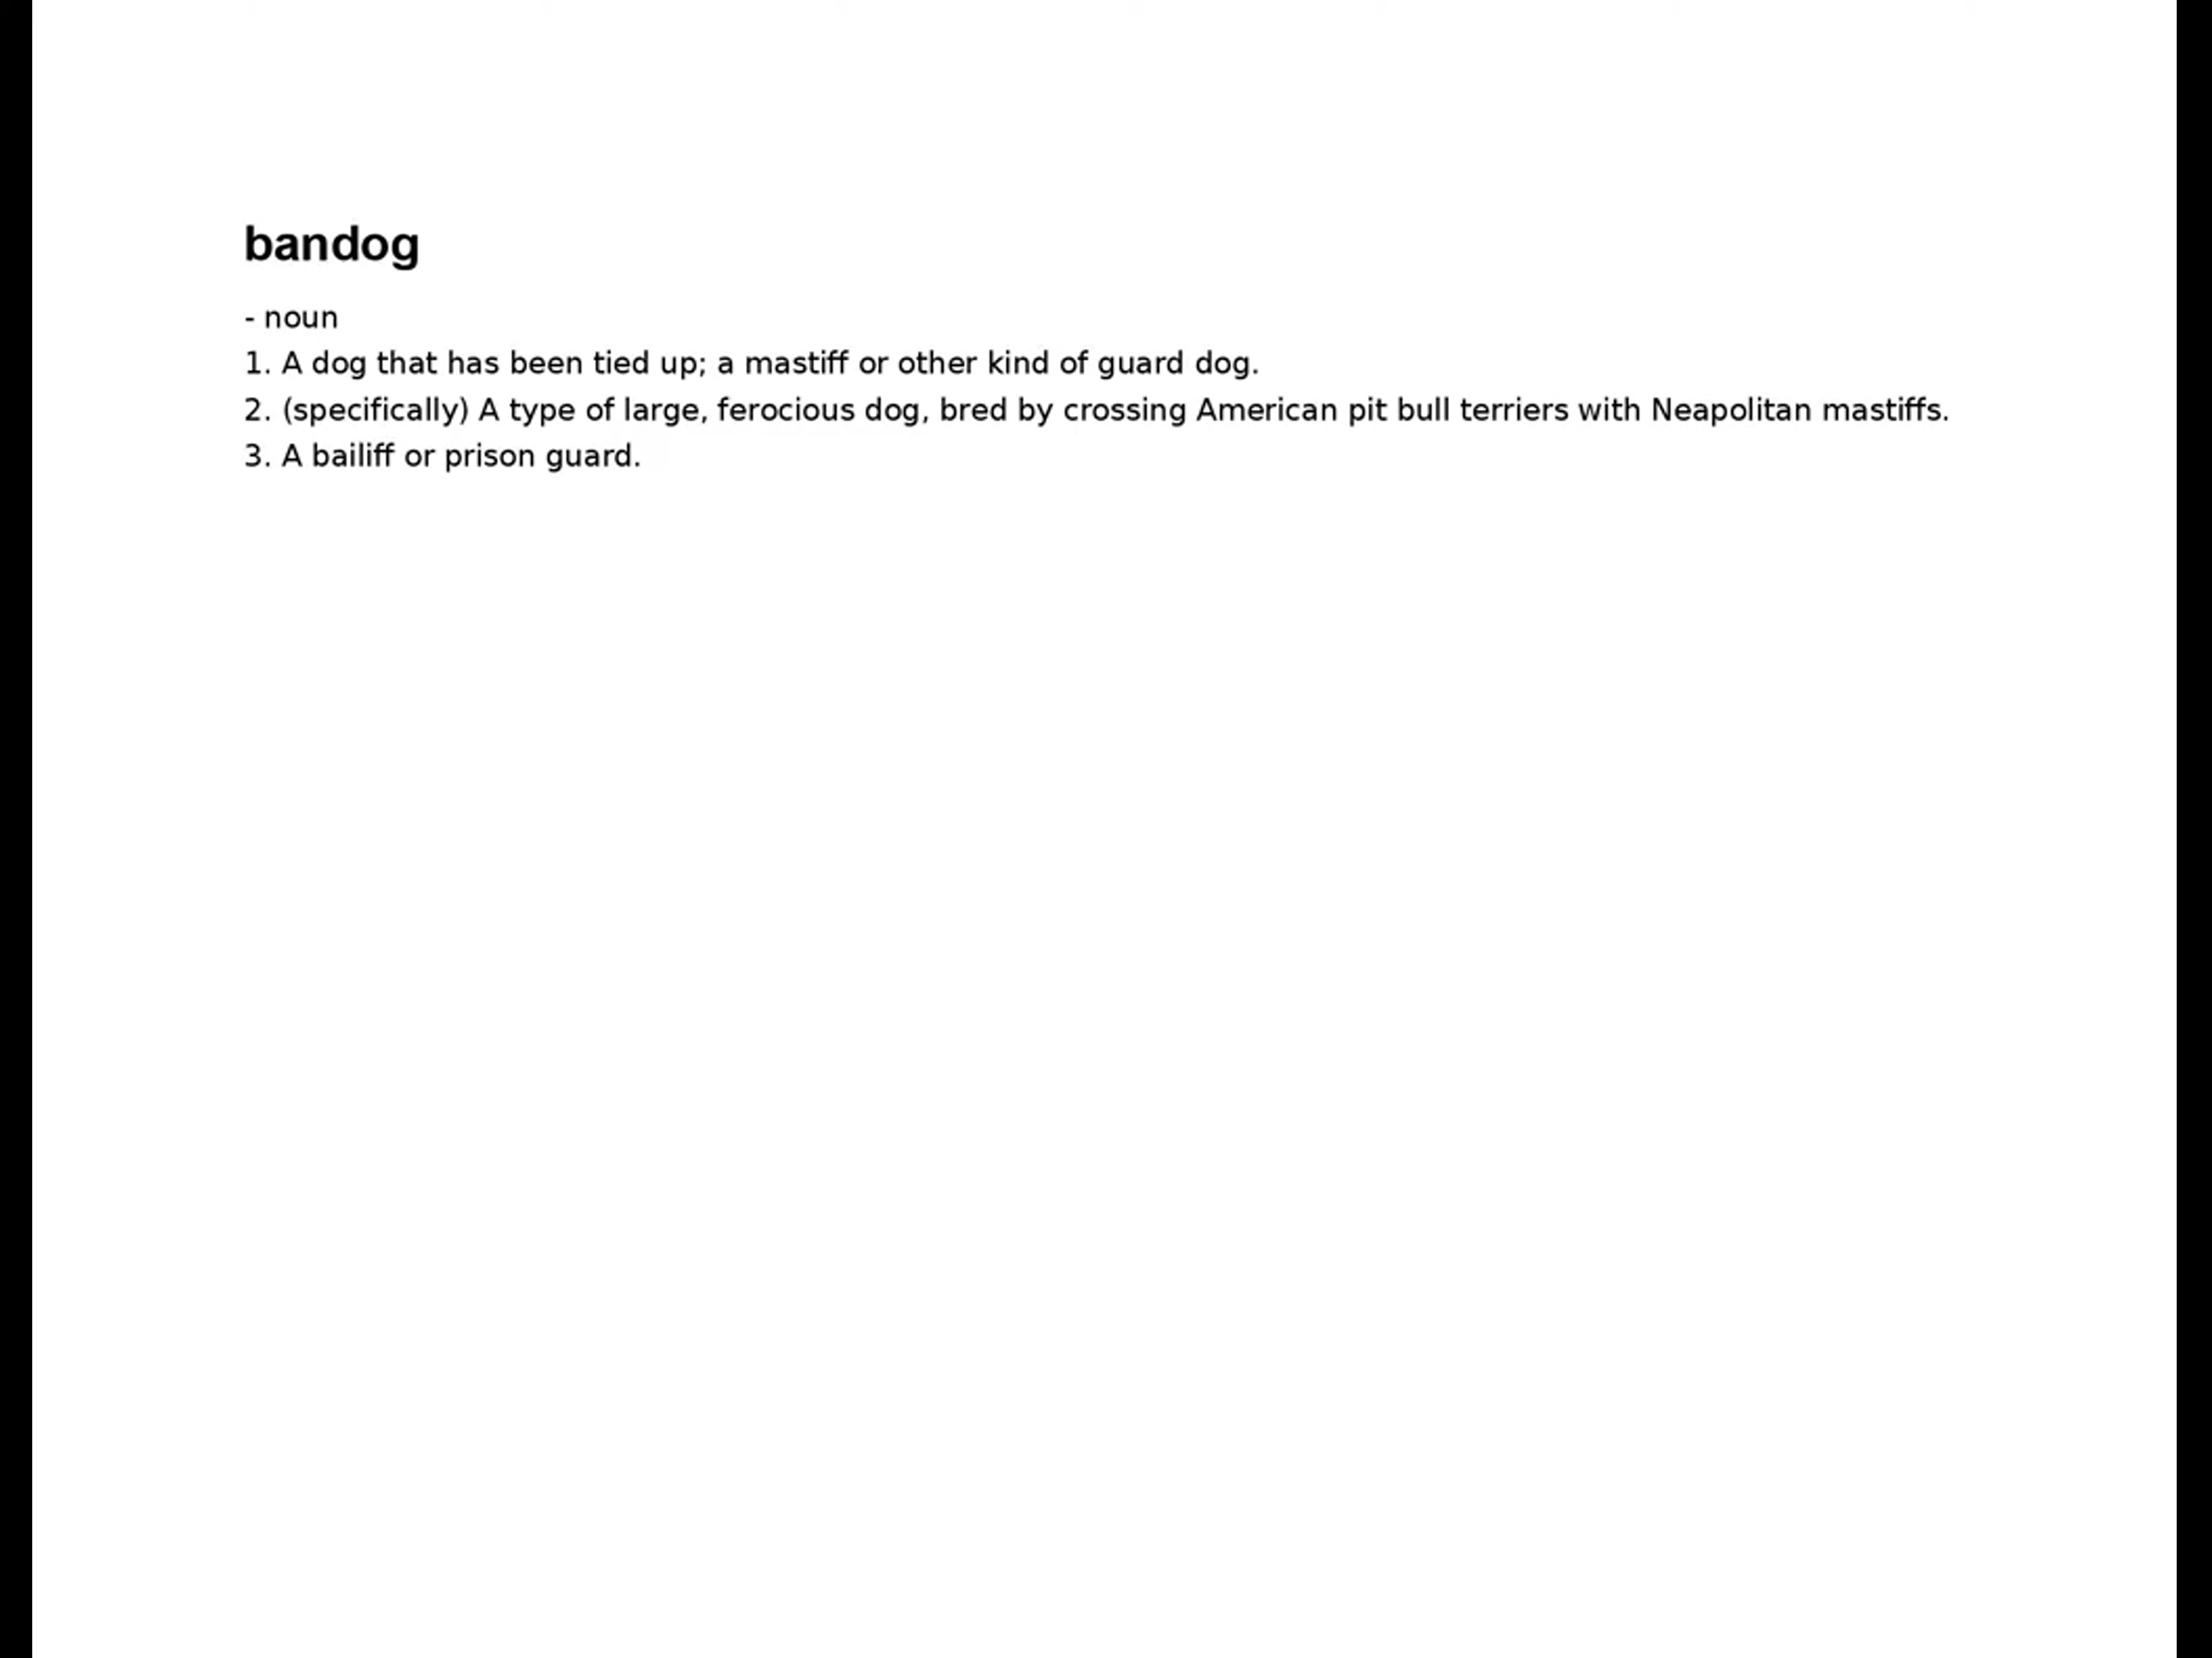 bandog
- noun
1. A dog that has been tied up; a mastiff or other kind of guard dog.
2. (specifically) A type of large, ferocious dog, bred by crossing American pit bull terriers with Neapolitan mastiffs.
3. A bailiff or prison guard.